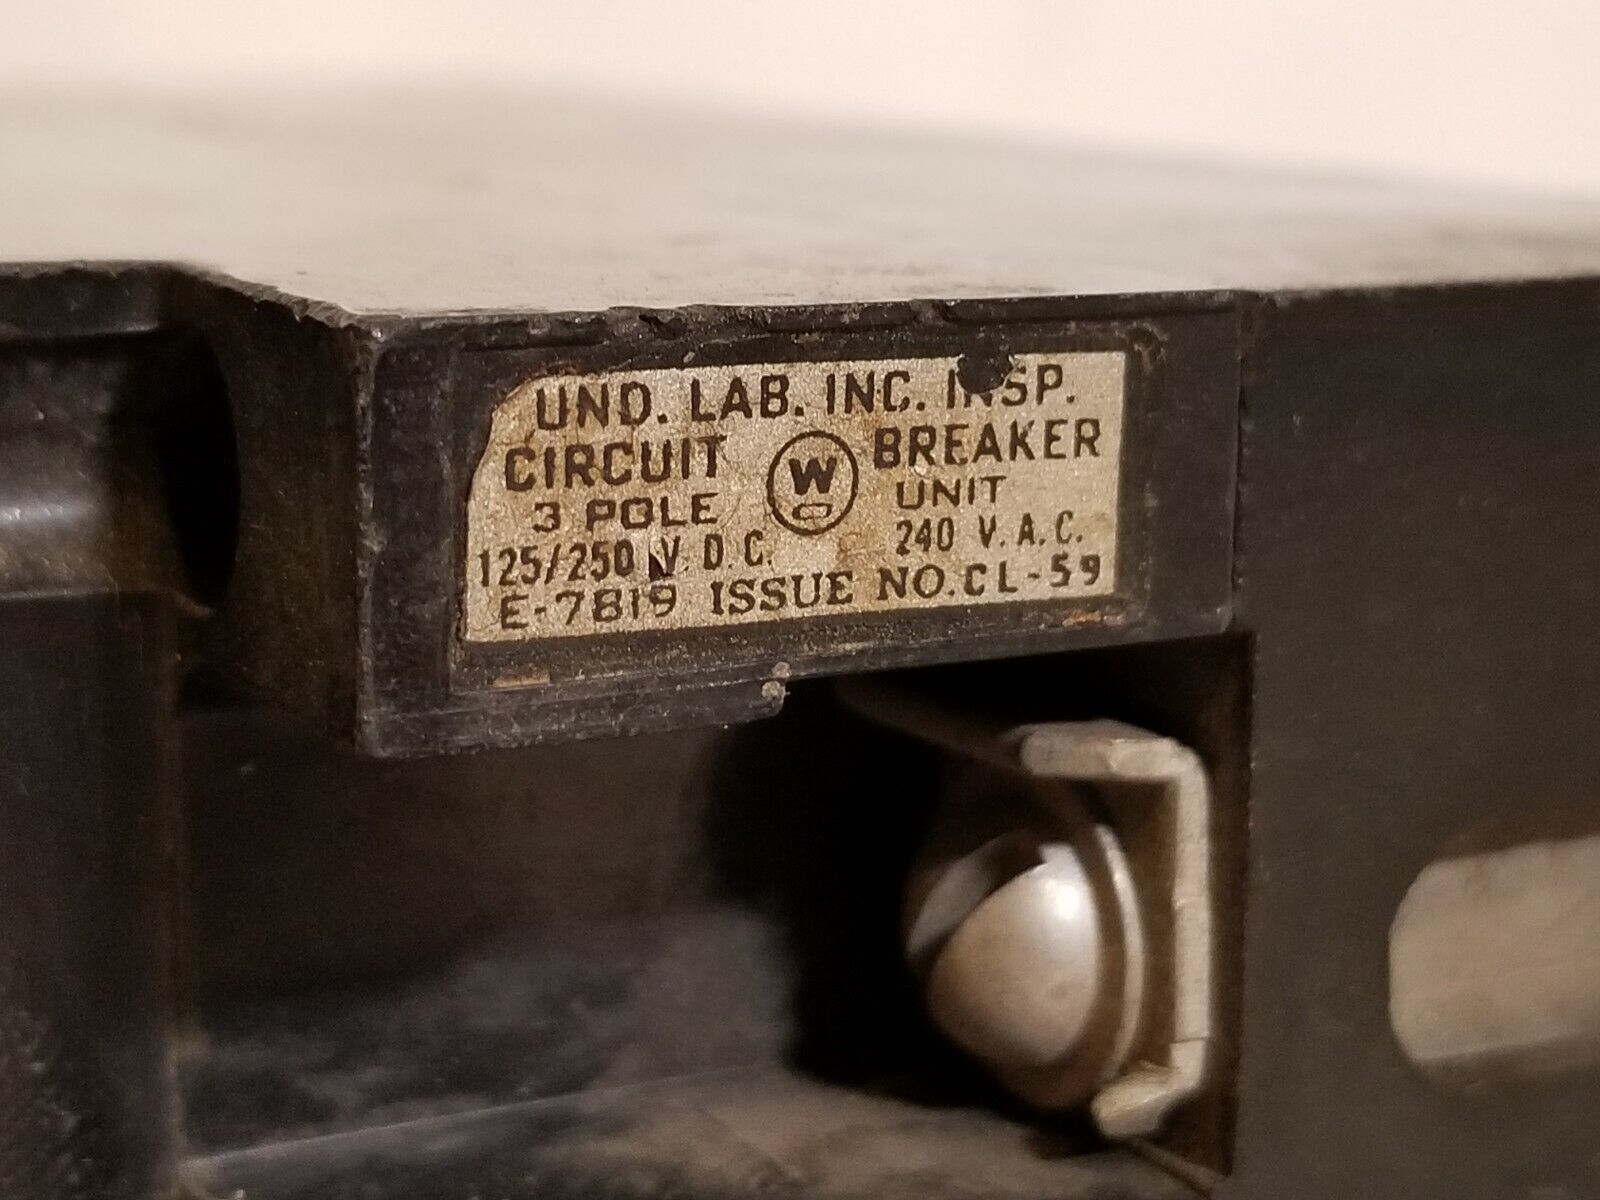 UND. LAB. INC. INSP.
CIRCUIT W BREAKER
3 POLE UNIT
125/250 V.D.C. 240 V.A.C.
E-7819 ISSUE NO. CL-59